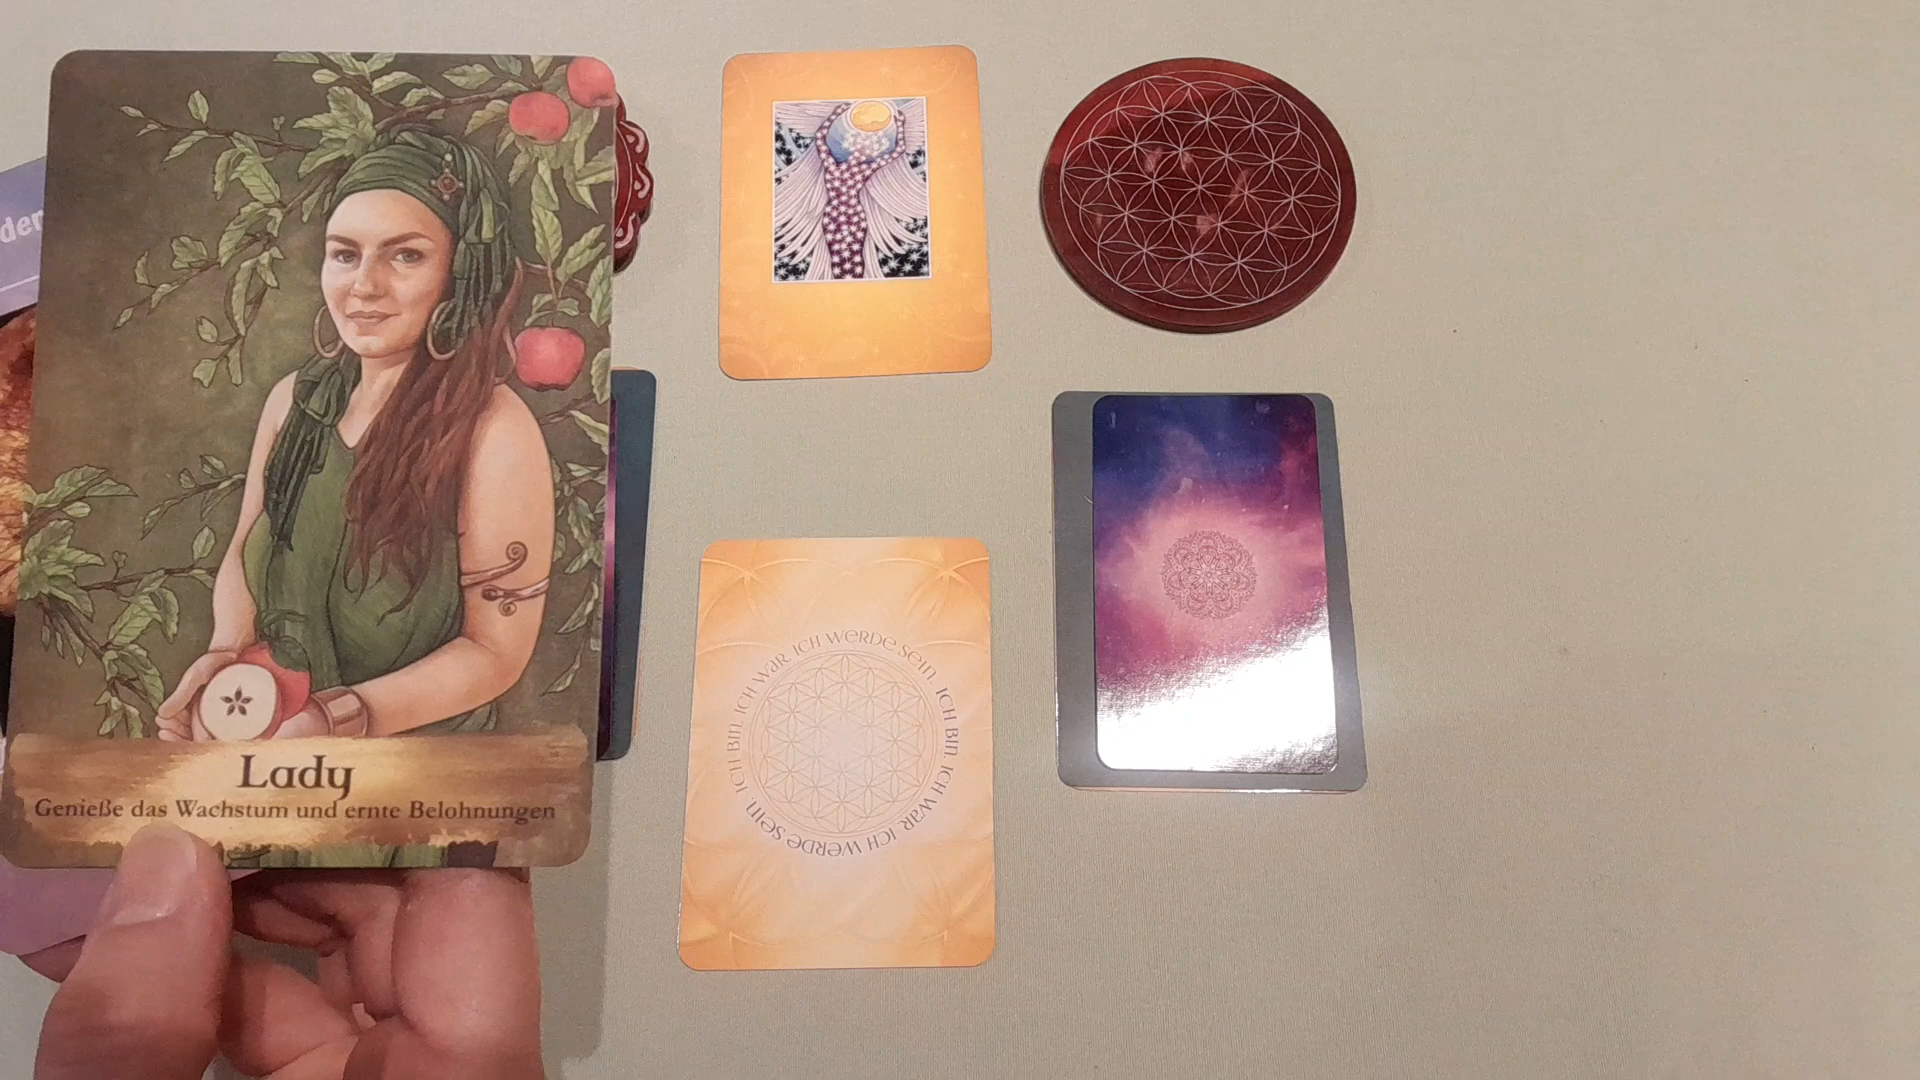 der
Lady
Genieße das Wachstum und ernte Belohnungen
ICH BIN. ICH WAR. ICH WERDE SEIN. ICH BIN. ICH WAR. ICH WERDE SEIN.